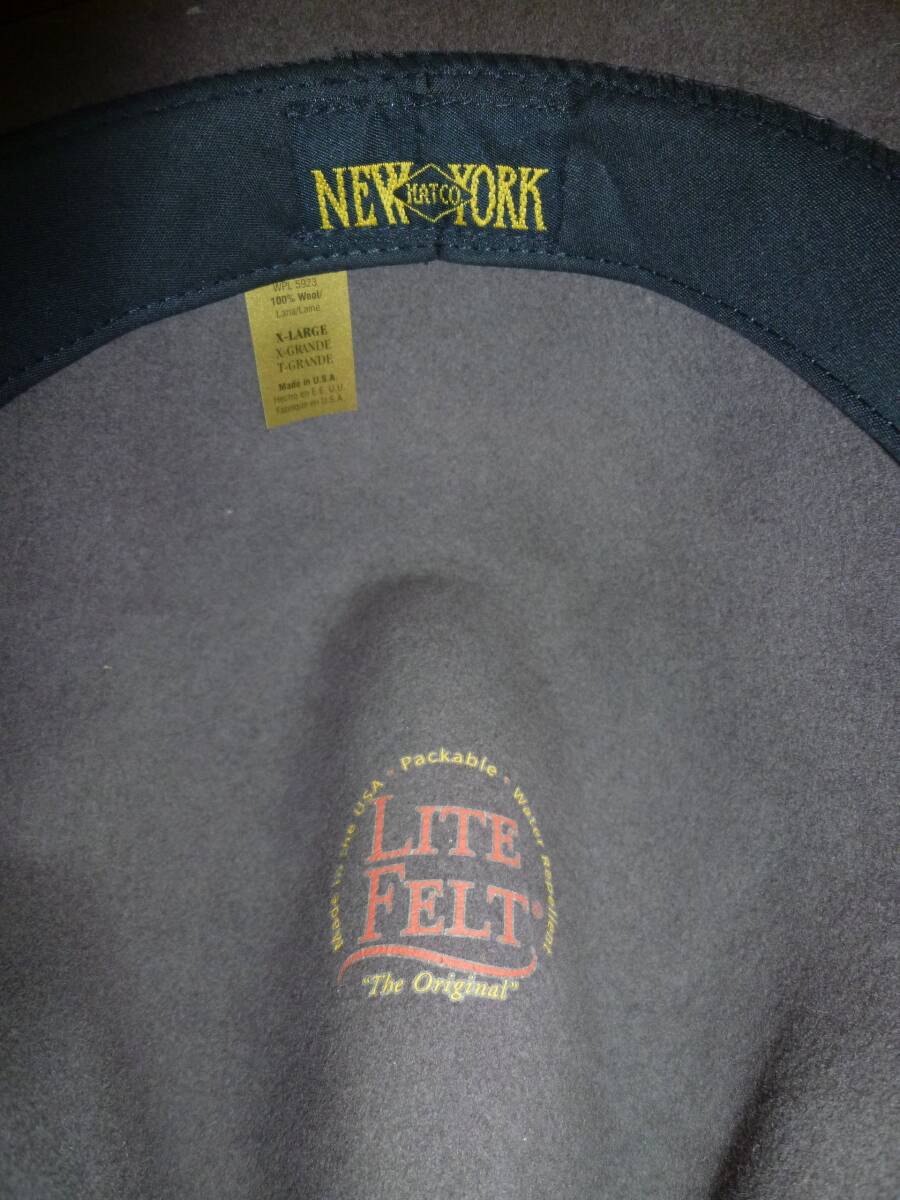 NEW HAT CO YORK
WPL 5923
100% Wool/
Lana/Laine
X-LARGE
X-GRANDE
T-GRANDE
Made in U.S.A
Hecho en E.E. U.U.
Fabriqué en U.S.A.
Made in the USA · Packable · Water Repellent
LITE
FELT®
"The Original"